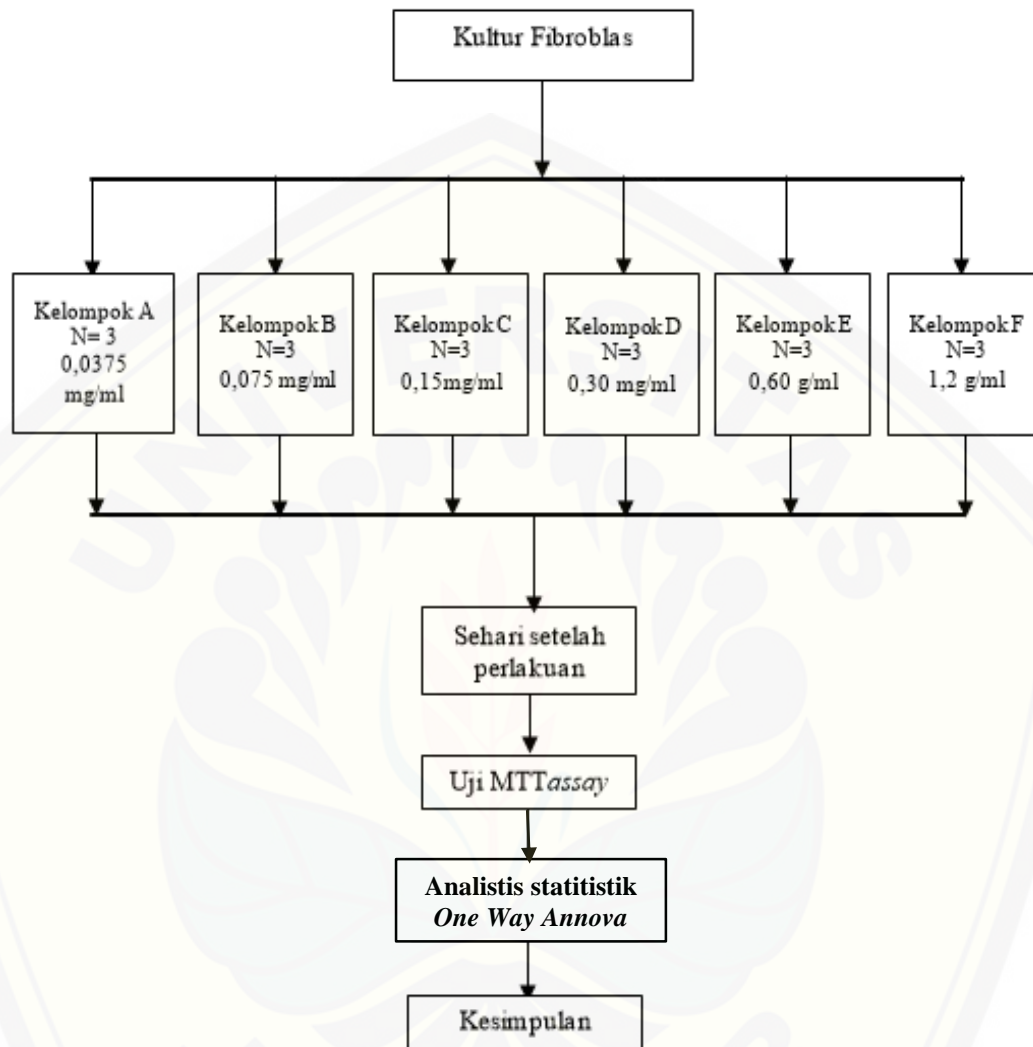 Kultur Fibroblas
Kelompok A
N= 3
0,0375
mg/ml
Kelompok B
N=3
0,075 mg/ml
Kelompok C
N=3
0,15mg/ml
Kelompok D
N=3
0,30 mg/ml
Kelompok E
N=3
0,60 g/ml
Kelompok F
N=3
1,2 g/ml
Sehari setelah
perlakuan
Uji MTTassay
Analistis statitistik
One Way Annova
Kesimpulan
UNIVERSITAS